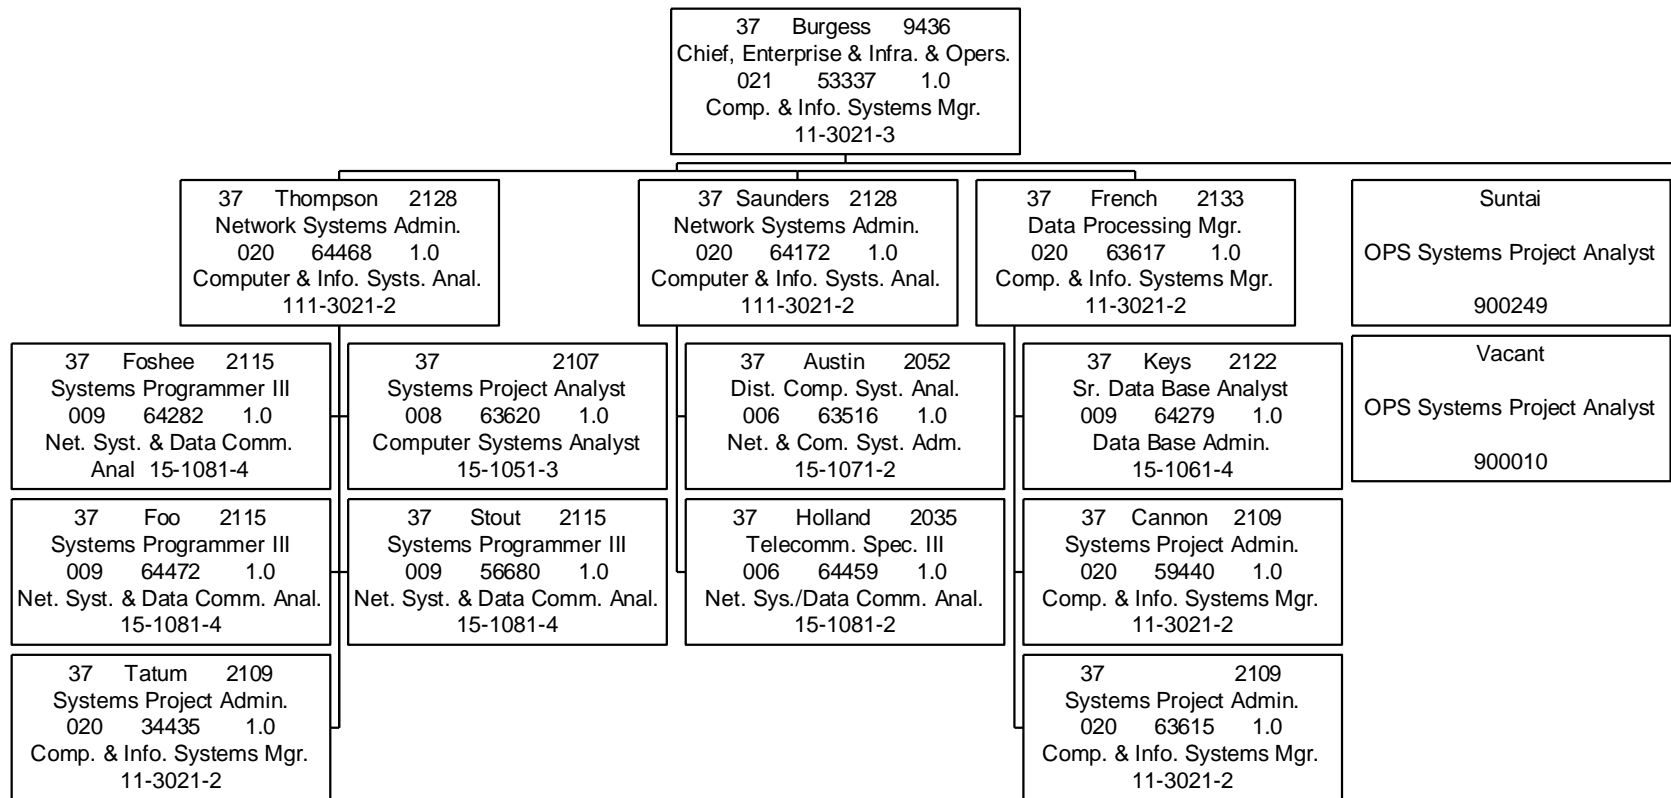 37 Burgess 9436
Chief, Enterprise & Infra. & Opers.
021 53337 1.0
Comp. & Info. Systems Mgr.
11-3021-3
37 Thompson 2128
Network Systems Admin.
020 64468 1.0
Computer & Info. Systs. Anal.
111-3021-2
37 Saunders 2128
Network Systems Admin.
020 64172 1.0
Computer & Info. Systs. Anal.
111-3021-2
37 French 2133
Data Processing Mgr.
020 63617 1.0
Comp. & Info. Systems Mgr.
11-3021-2
Suntai
OPS Systems Project Analyst
900249
37 Foshee 2115
Systems Programmer III
009 64282 1.0
Net. Syst. & Data Comm.
Anal 15-1081-4
37 2107
Systems Project Analyst
008 63620 1.0
Computer Systems Analyst
15-1051-3
37 Austin 2052
Dist. Comp. Syst. Anal.
006 63516 1.0
Net. & Com. Syst. Adm.
15-1071-2
37 Keys 2122
Sr. Data Base Analyst
009 64279 1.0
Data Base Admin.
15-1061-4
Vacant
OPS Systems Project Analyst
900010
37 Foo 2115
Systems Programmer III
009 64472 1.0
Net. Syst. & Data Comm. Anal.
15-1081-4
37 Stout 2115
Systems Programmer III
009 56680 1.0
Net. Syst. & Data Comm. Anal.
15-1081-4
37 Holland 2035
Telecomm. Spec. III
006 64459 1.0
Net. Sys./Data Comm. Anal.
15-1081-2
37 Cannon 2109
Systems Project Admin.
020 59440 1.0
Comp. & Info. Systems Mgr.
11-3021-2
37 Tatum 2109
Systems Project Admin.
020 34435 1.0
Comp. & Info. Systems Mgr.
11-3021-2
37 2109
Systems Project Admin.
020 63615 1.0
Comp. & Info. Systems Mgr.
11-3021-2